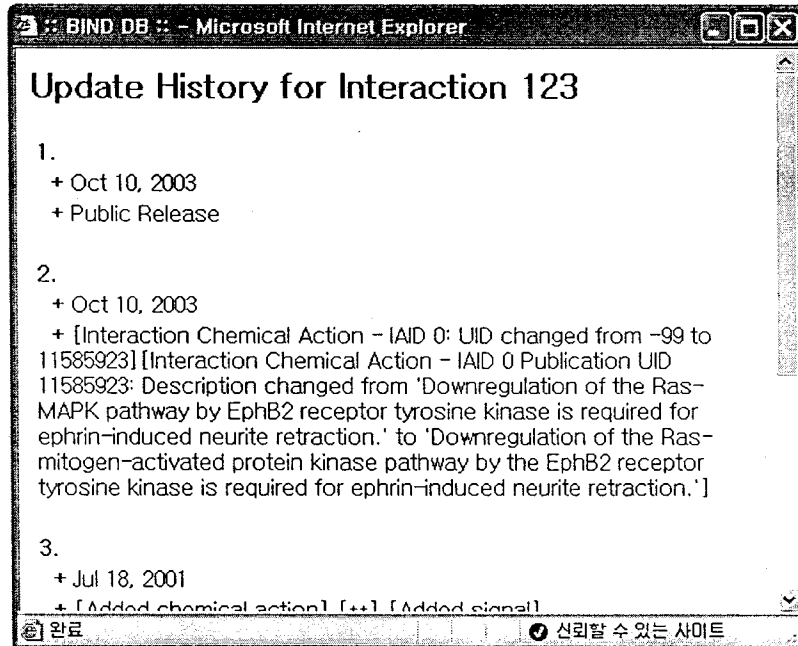 :: BIND DB :: - Microsoft Internet Explorer
Update History for Interaction 123
1.
+ Oct 10, 2003
+ Public Release
2.
+ Oct 10, 2003
+ [Interaction Chemical Action - IAID 0: UID changed from -99 to
11585923] [Interaction Chemical Action - IAID 0 Publication UID
11585923: Description changed from 'Downregulation of the Ras-
MAPK pathway by EphB2 receptor tyrosine kinase is required for
ephrin-induced neurite retraction.' to 'Downregulation of the Ras-
mitogen-activated protein kinase pathway by the EphB2 receptor
tyrosine kinase is required for ephrin-induced neurite retraction.']
3.
+ Jul 18, 2001
+ [Added chemical action] [++] [Added signal]
완료 신뢰할 수 있는 사이트